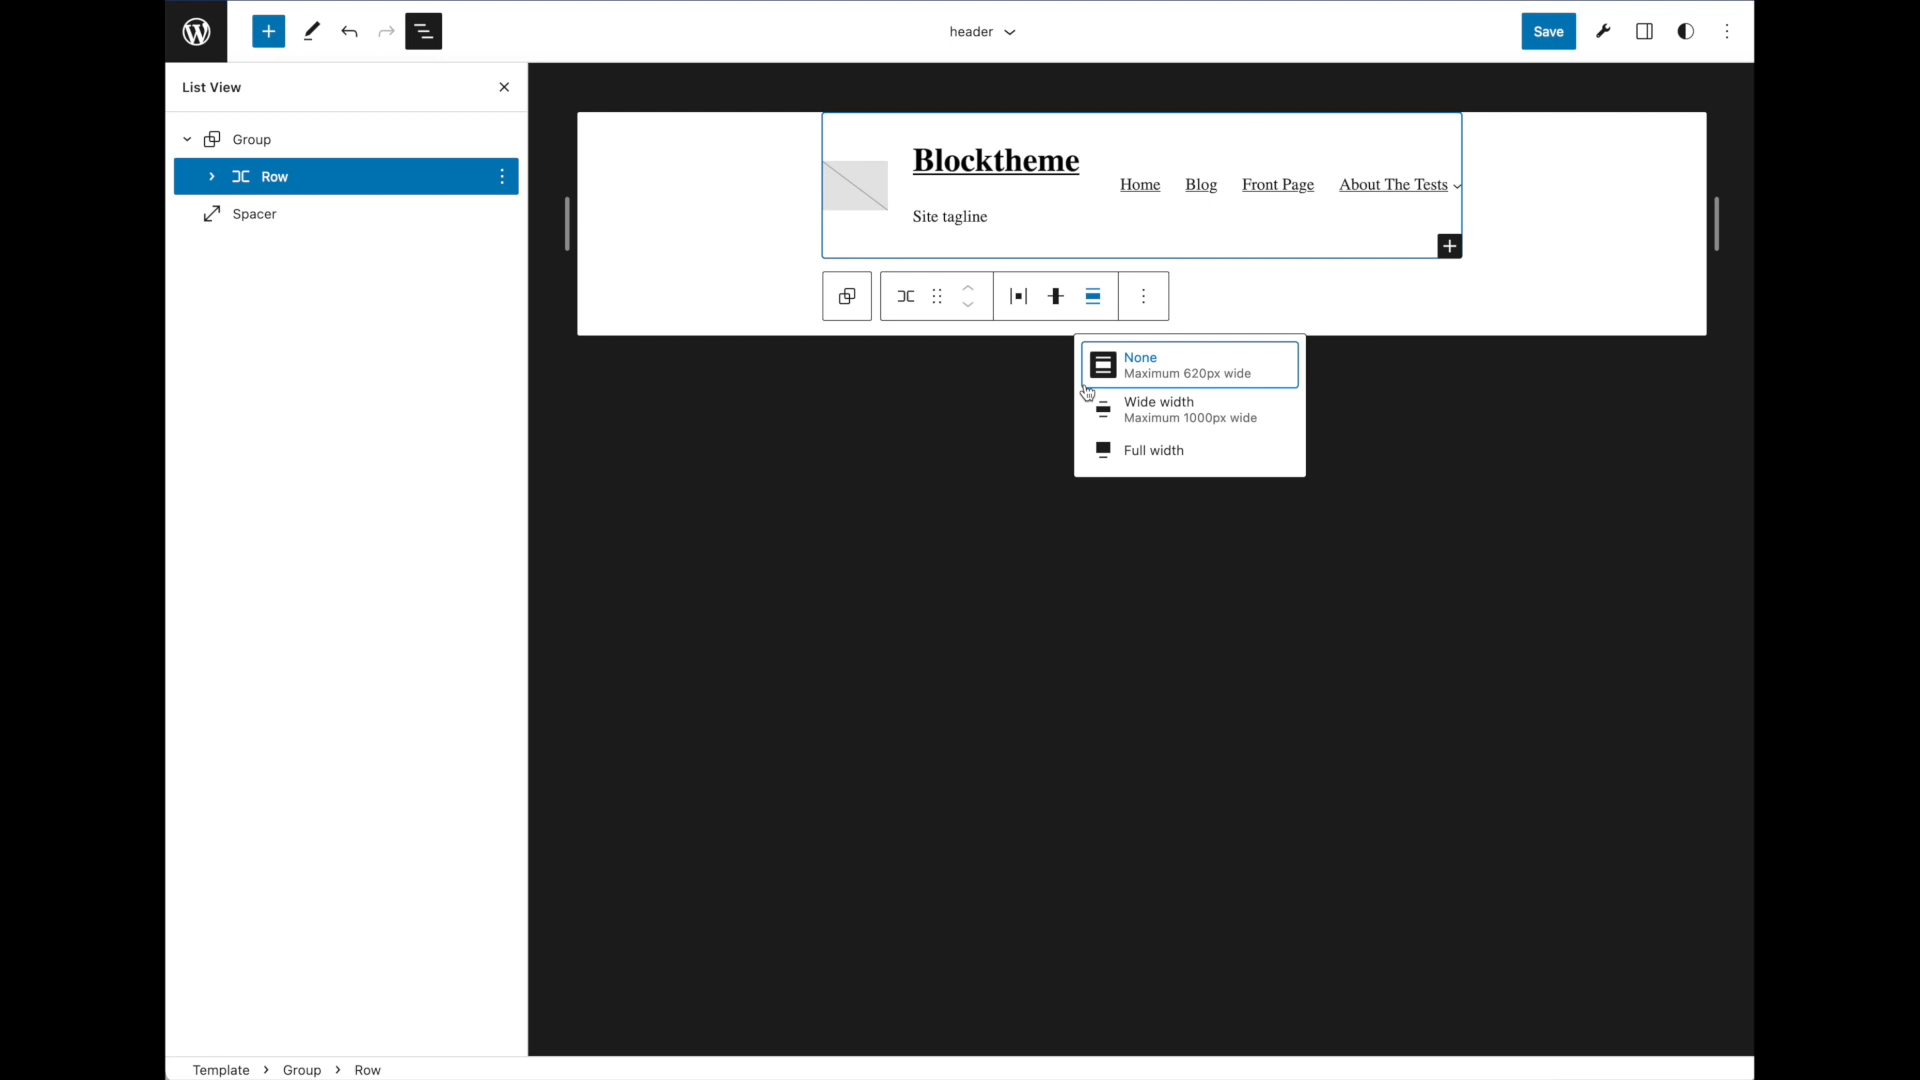 header
Save
List View
Group
Row
Spacer
Blocktheme
Site tagline
Home Blog Front Page About The Tests
None
Maximum 620px wide
Wide width
Maximum 1000px wide
Full width
Template > Group > Row